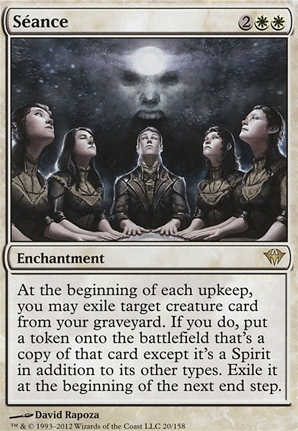 Séance 2
Enchantment
At the beginning of each upkeep,
you may exile target creature card
from your graveyard. If you do, put
a token onto the battlefield that's a
copy of that card except it's a Spirit
in addition to its other types. Exile it
at the beginning of the next end step.
David Rapoza
™ & © 1993–2012 Wizards of the Coast LLC 20/158